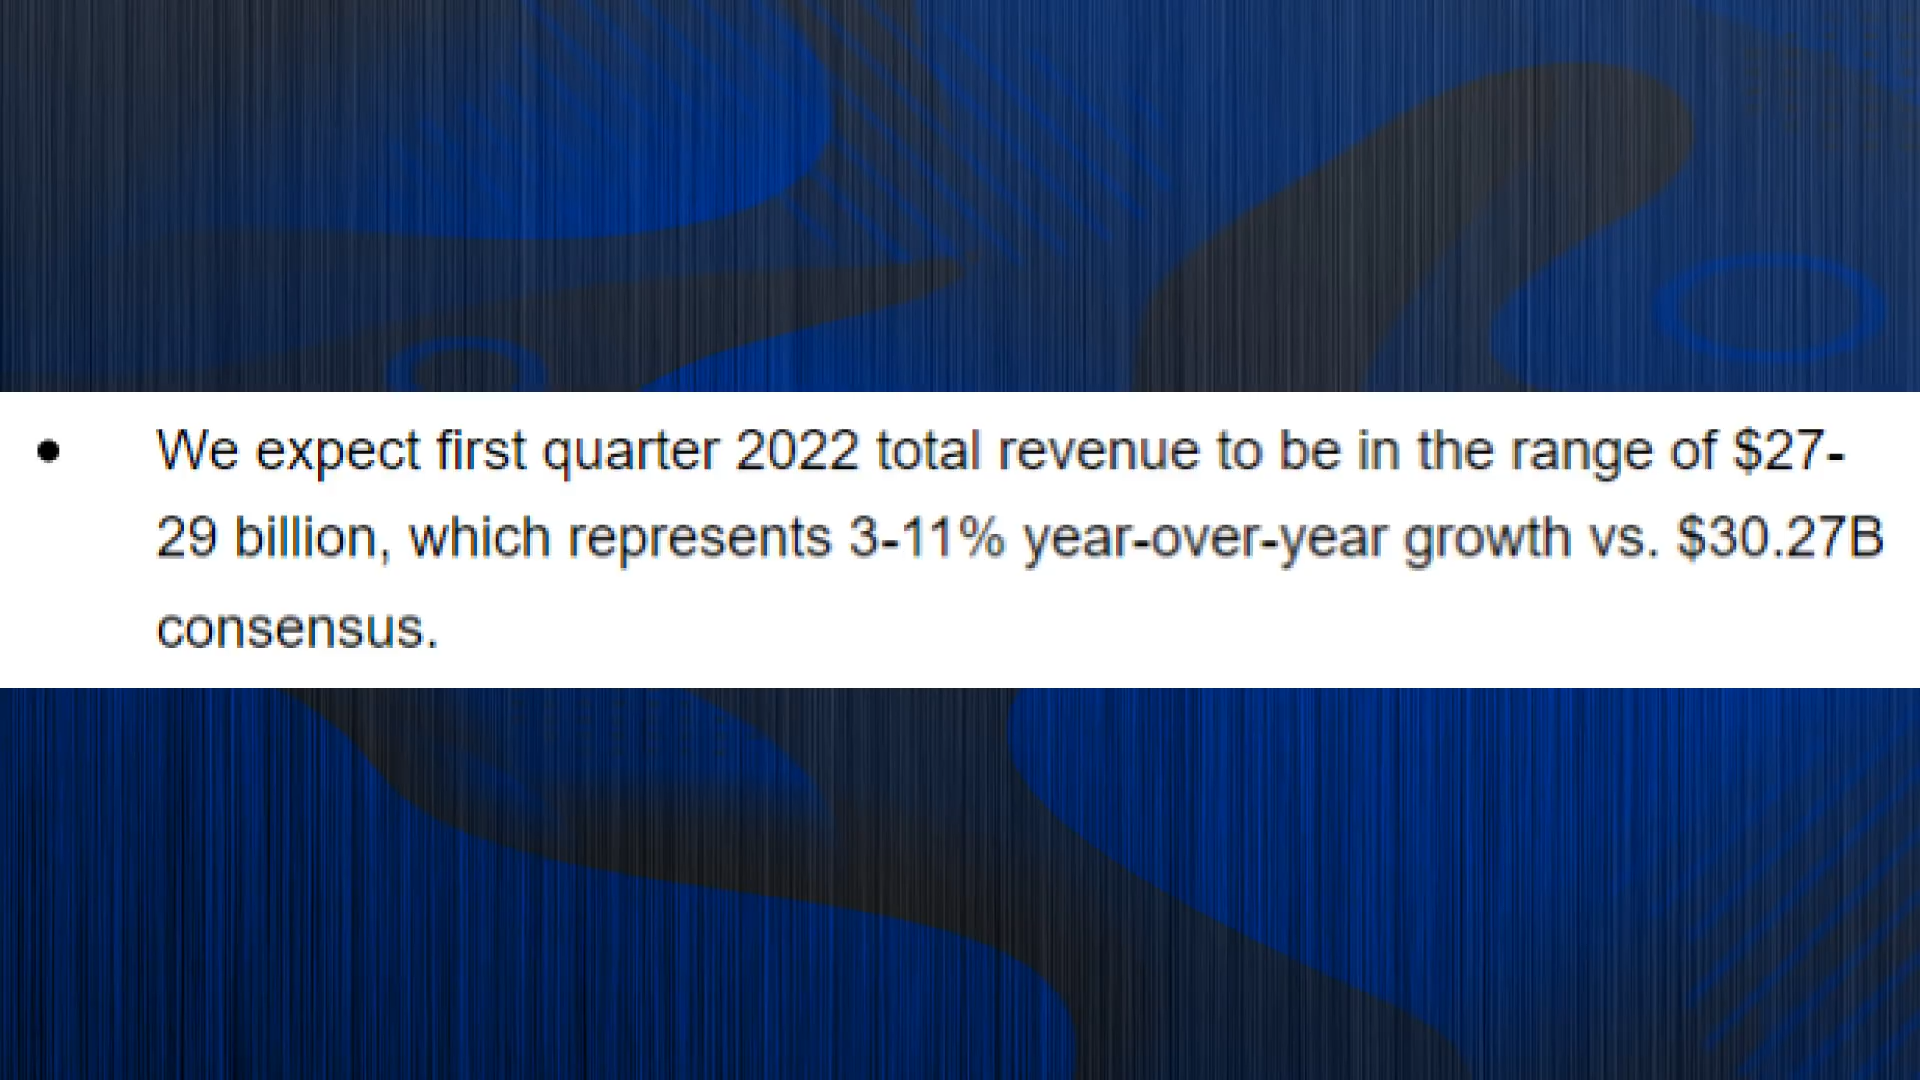 • We expect first quarter 2022 total revenue to be in the range of $27-
29 billion, which represents 3-11% year-over-year growth vs. $30.27B
consensus.